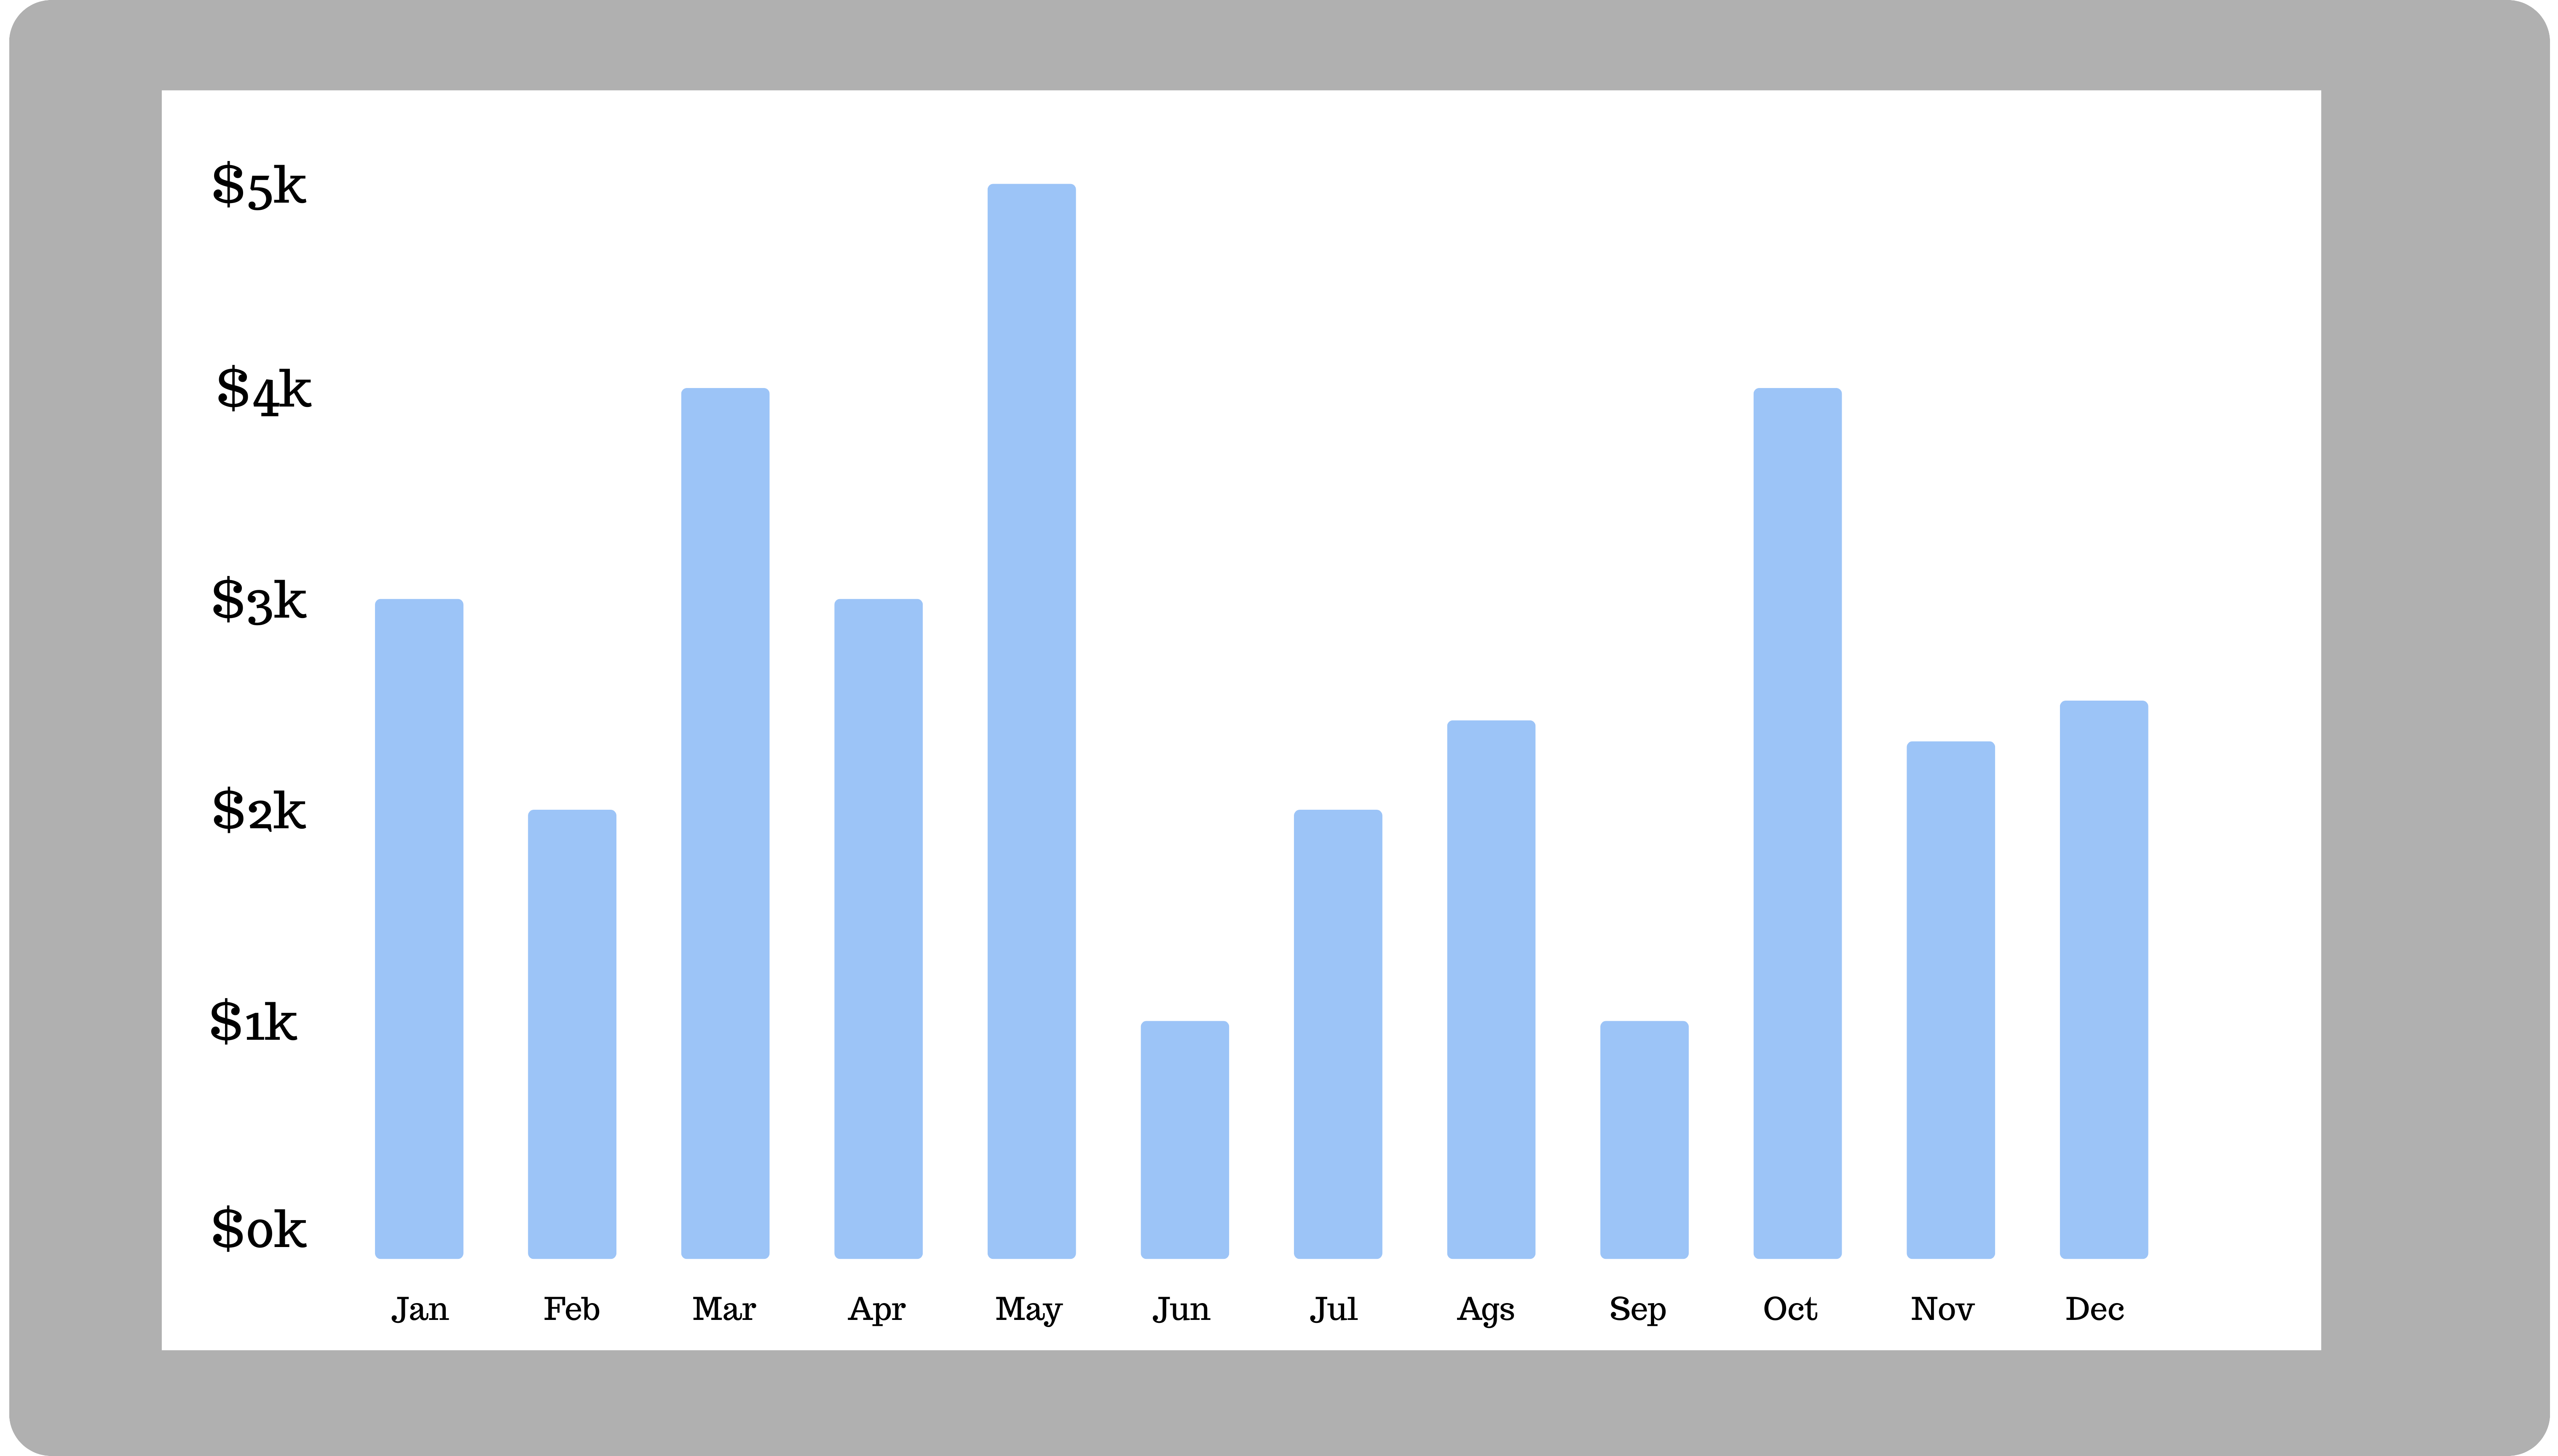 $5k
$4k
$3k
$2k
$1k
$0k
Jan Feb Mar Apr May Jun Jul Ags Sep Oct Nov Dec